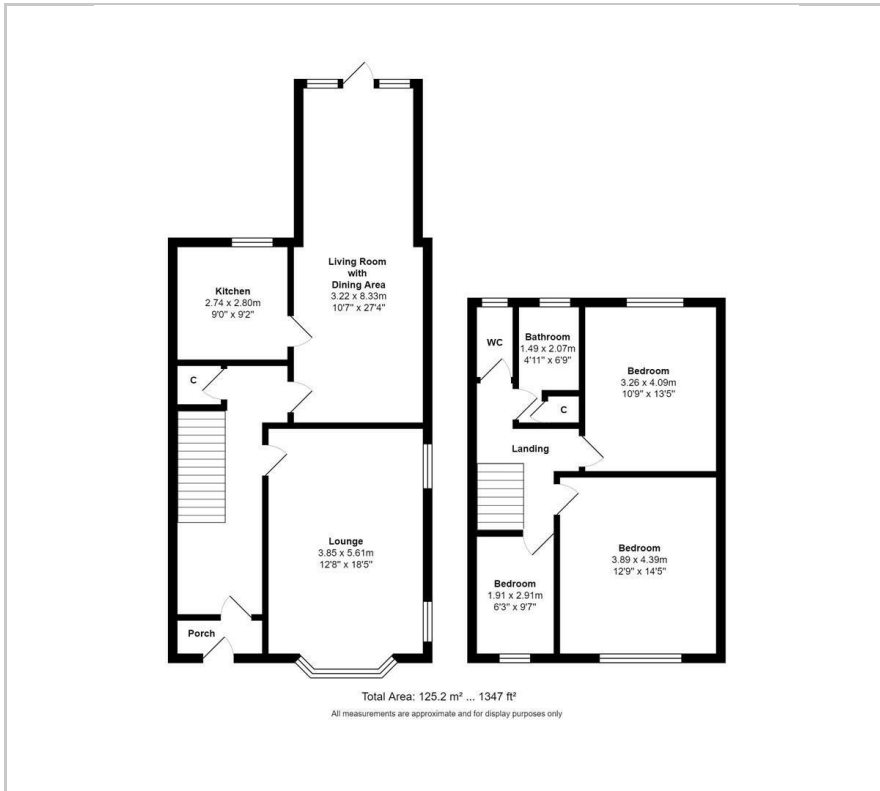 Living Room
with
Dining Area
3.22 x 8.33m
10'7" x 27'4"
Kitchen
2.74 x 2.80m
9'0" x 9'2"
C
Lounge
3.85 x 5.61m
12'8" x 18'5"
Porch
WC
Bathroom
1.49 x 2.07m
4'11" x 6'9"
C
Bedroom
3.26 x 4.09m
10'9" x 13'5"
Landing
Bedroom
3.89 x 4.39m
12'9" x 14'5"
Bedroom
1.91 x 2.91m
6'3" x 9'7"
Total Area: 125.2 m² ... 1347 ft²
All measurements are approximate and for display purposes only